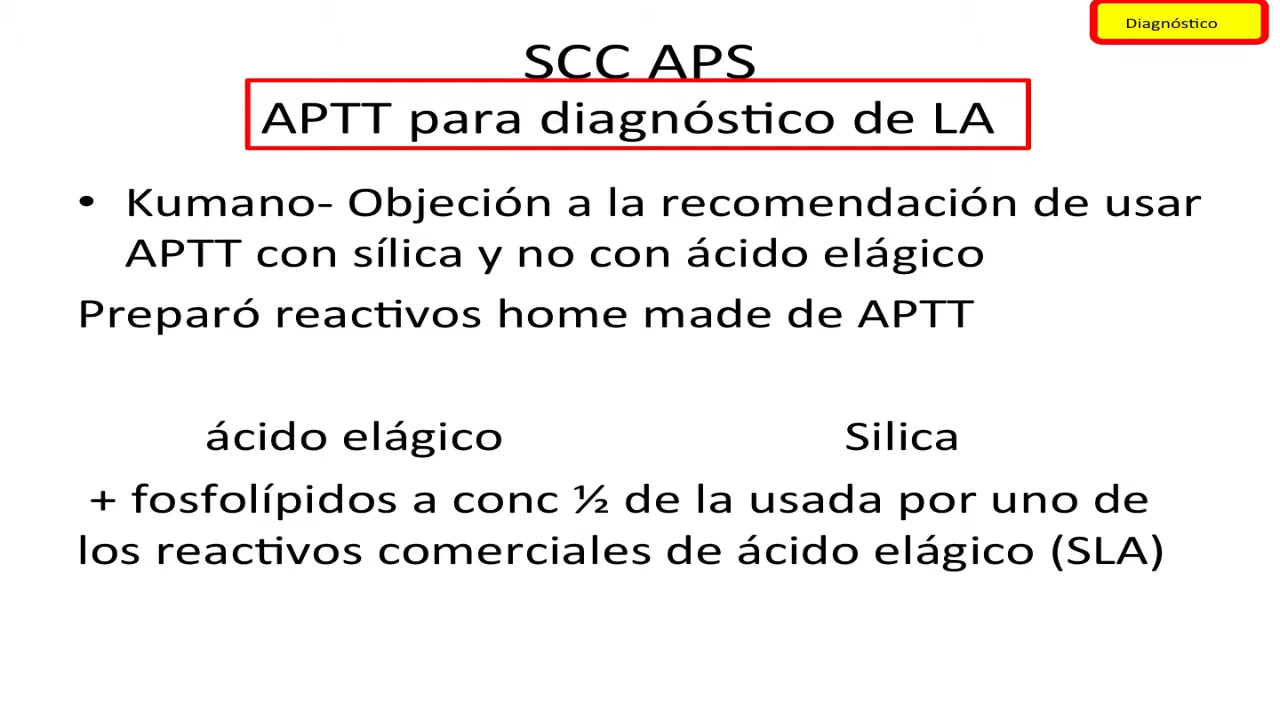 Diagnóstico
SCC APS
APTT para diagnóstico de LA
• Kumano- Objeción a la recomendación de usar
APTT con sílica y no con ácido elágico
Preparó reactivos home made de APTT
ácido elágico Silica
+ fosfolípidos a conc ½ de la usada por uno de
los reactivos comerciales de ácido elágico (SLA)